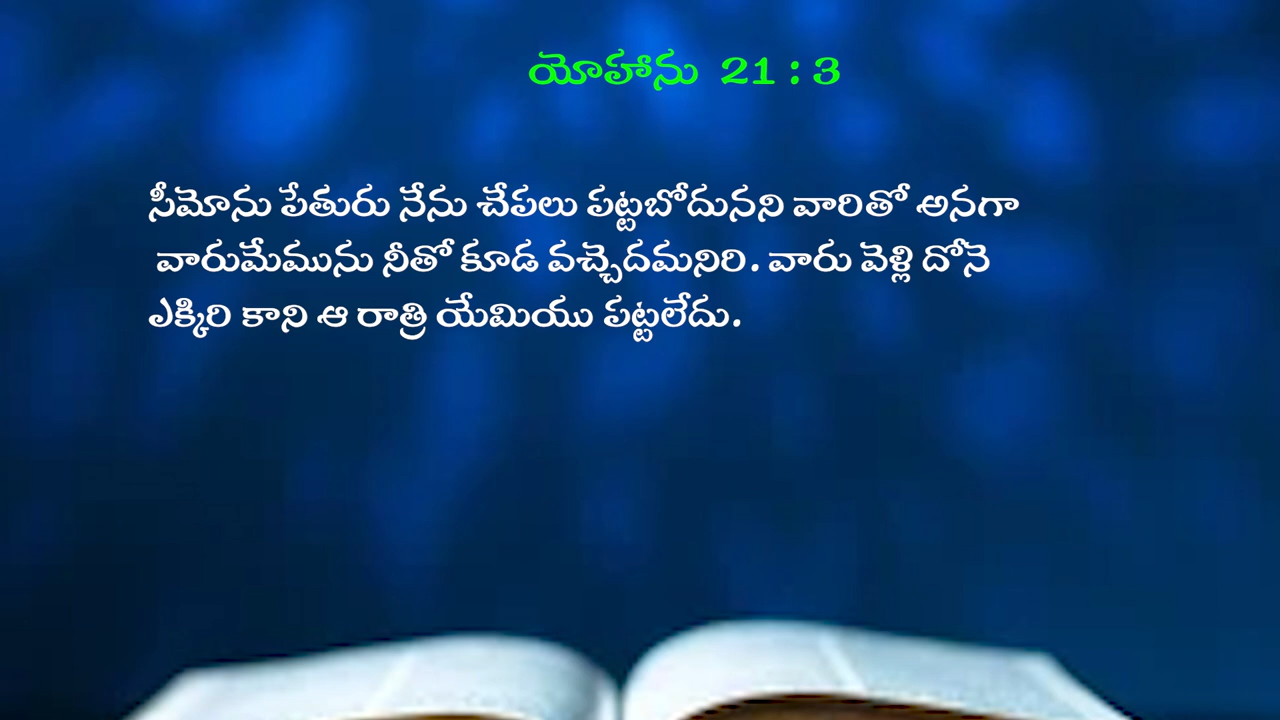 యోహాను 21 : 3
సీమోను పేతురు నేను చేపలు పట్టబోదునని వారితో అనగా
వారుమేమును నీతో కూడ వచ్చెదమనిరి. వారు వెళ్లి దోనె
ఎక్కిరి కాని ఆ రాత్రి యేమియు పట్టలేదు.